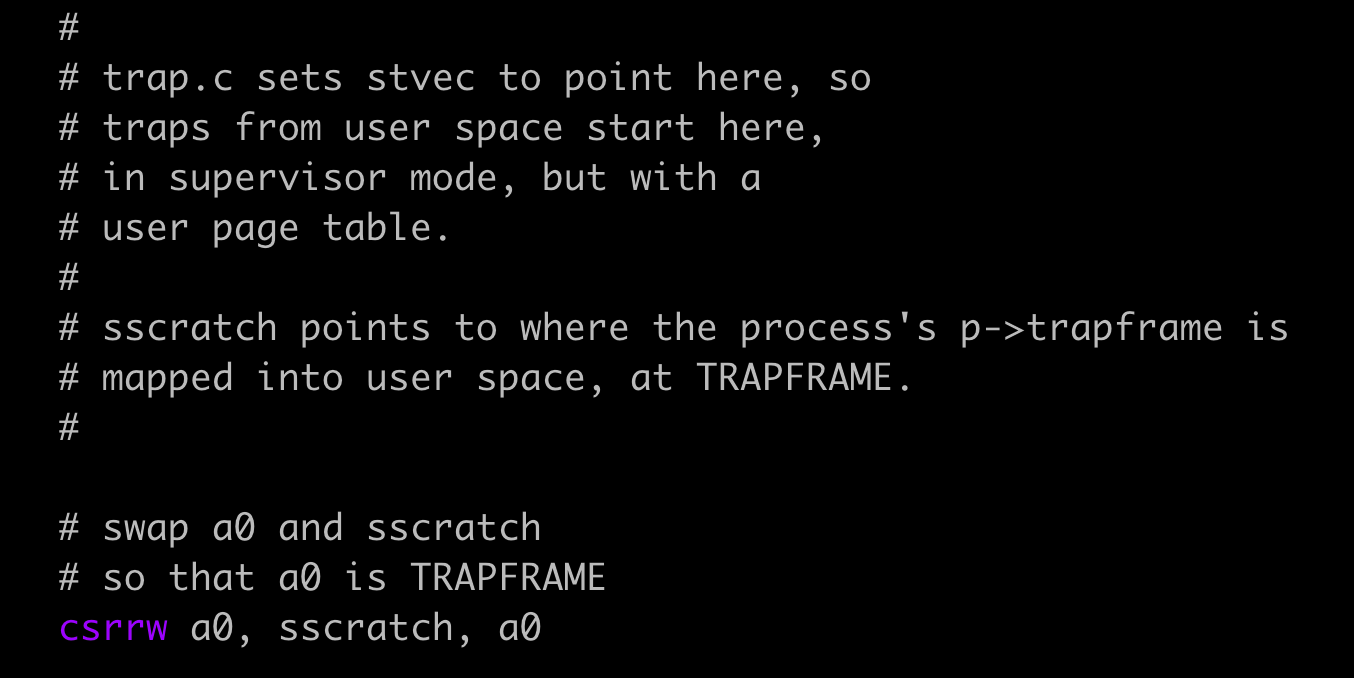 #
# trap.c sets stvec to point here, so
# traps from user space start here,
# in supervisor mode, but with a
# user page table.
#
# sscratch points to where the process's p->trapframe is
# mapped into user space, at TRAPFRAME.
#
# swap a0 and sscratch
# so that a0 is TRAPFRAME
csrrw a0, sscratch, a0